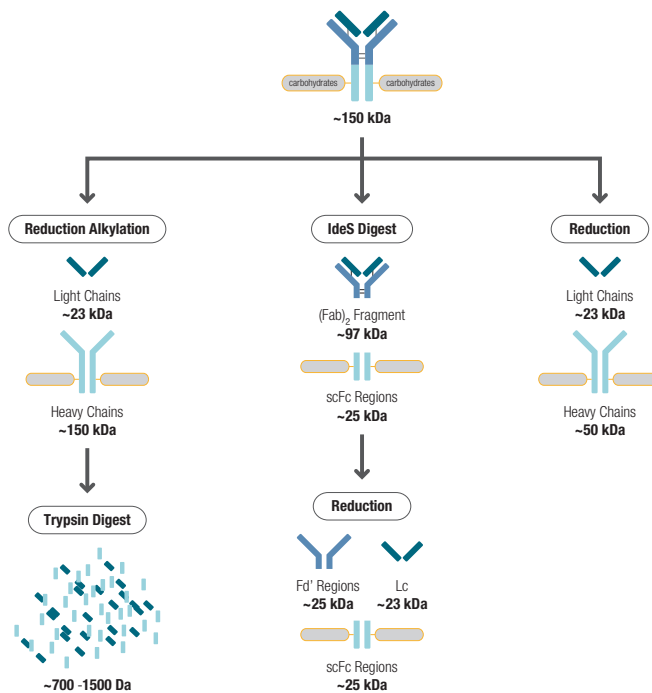 carbohydrates
carbohydrates
~150 kDa
Reduction Alkylation
IdeS Digest
Reduction
Light Chains
~23 kDa
(Fab)2 Fragment
~97 kDa
Light Chains
~23 kDa
Heavy Chains
~150 kDa
scFc Regions
~25 kDa
Heavy Chains
~50 kDa
Trypsin Digest
Reduction
Fd' Regions
~25 kDa
Lc
~23 kDa
scFc Regions
~25 kDa
~700 -1500 Da